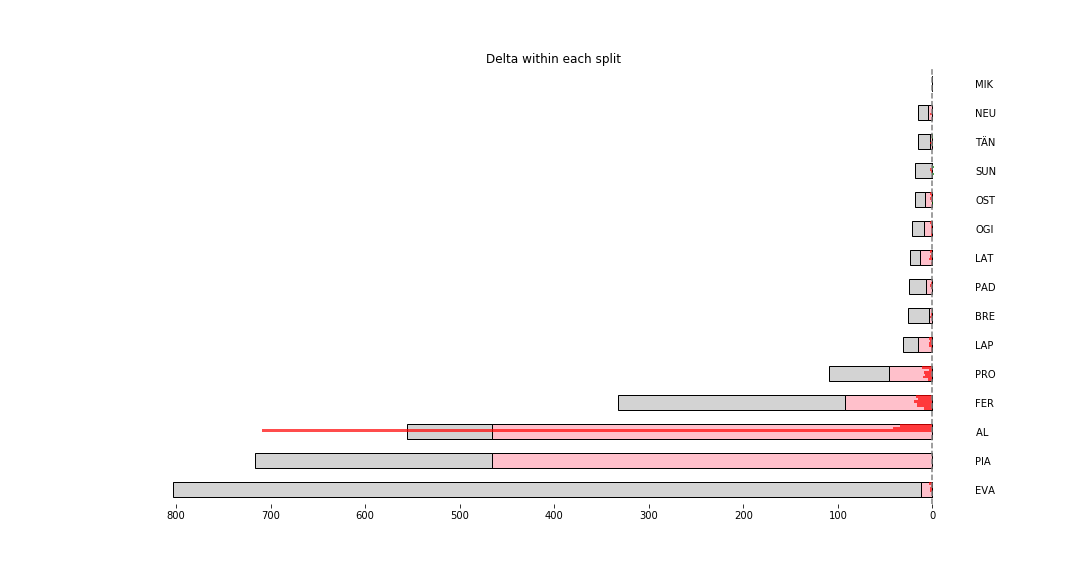 Delta within each split
MIK
NEU
TÄN
SUN
OST
OGI
LAT
PAD
BRE
LAP
PRO
FER
AL
PIA
EVA
800 700 600 500 400 300 200 100 0